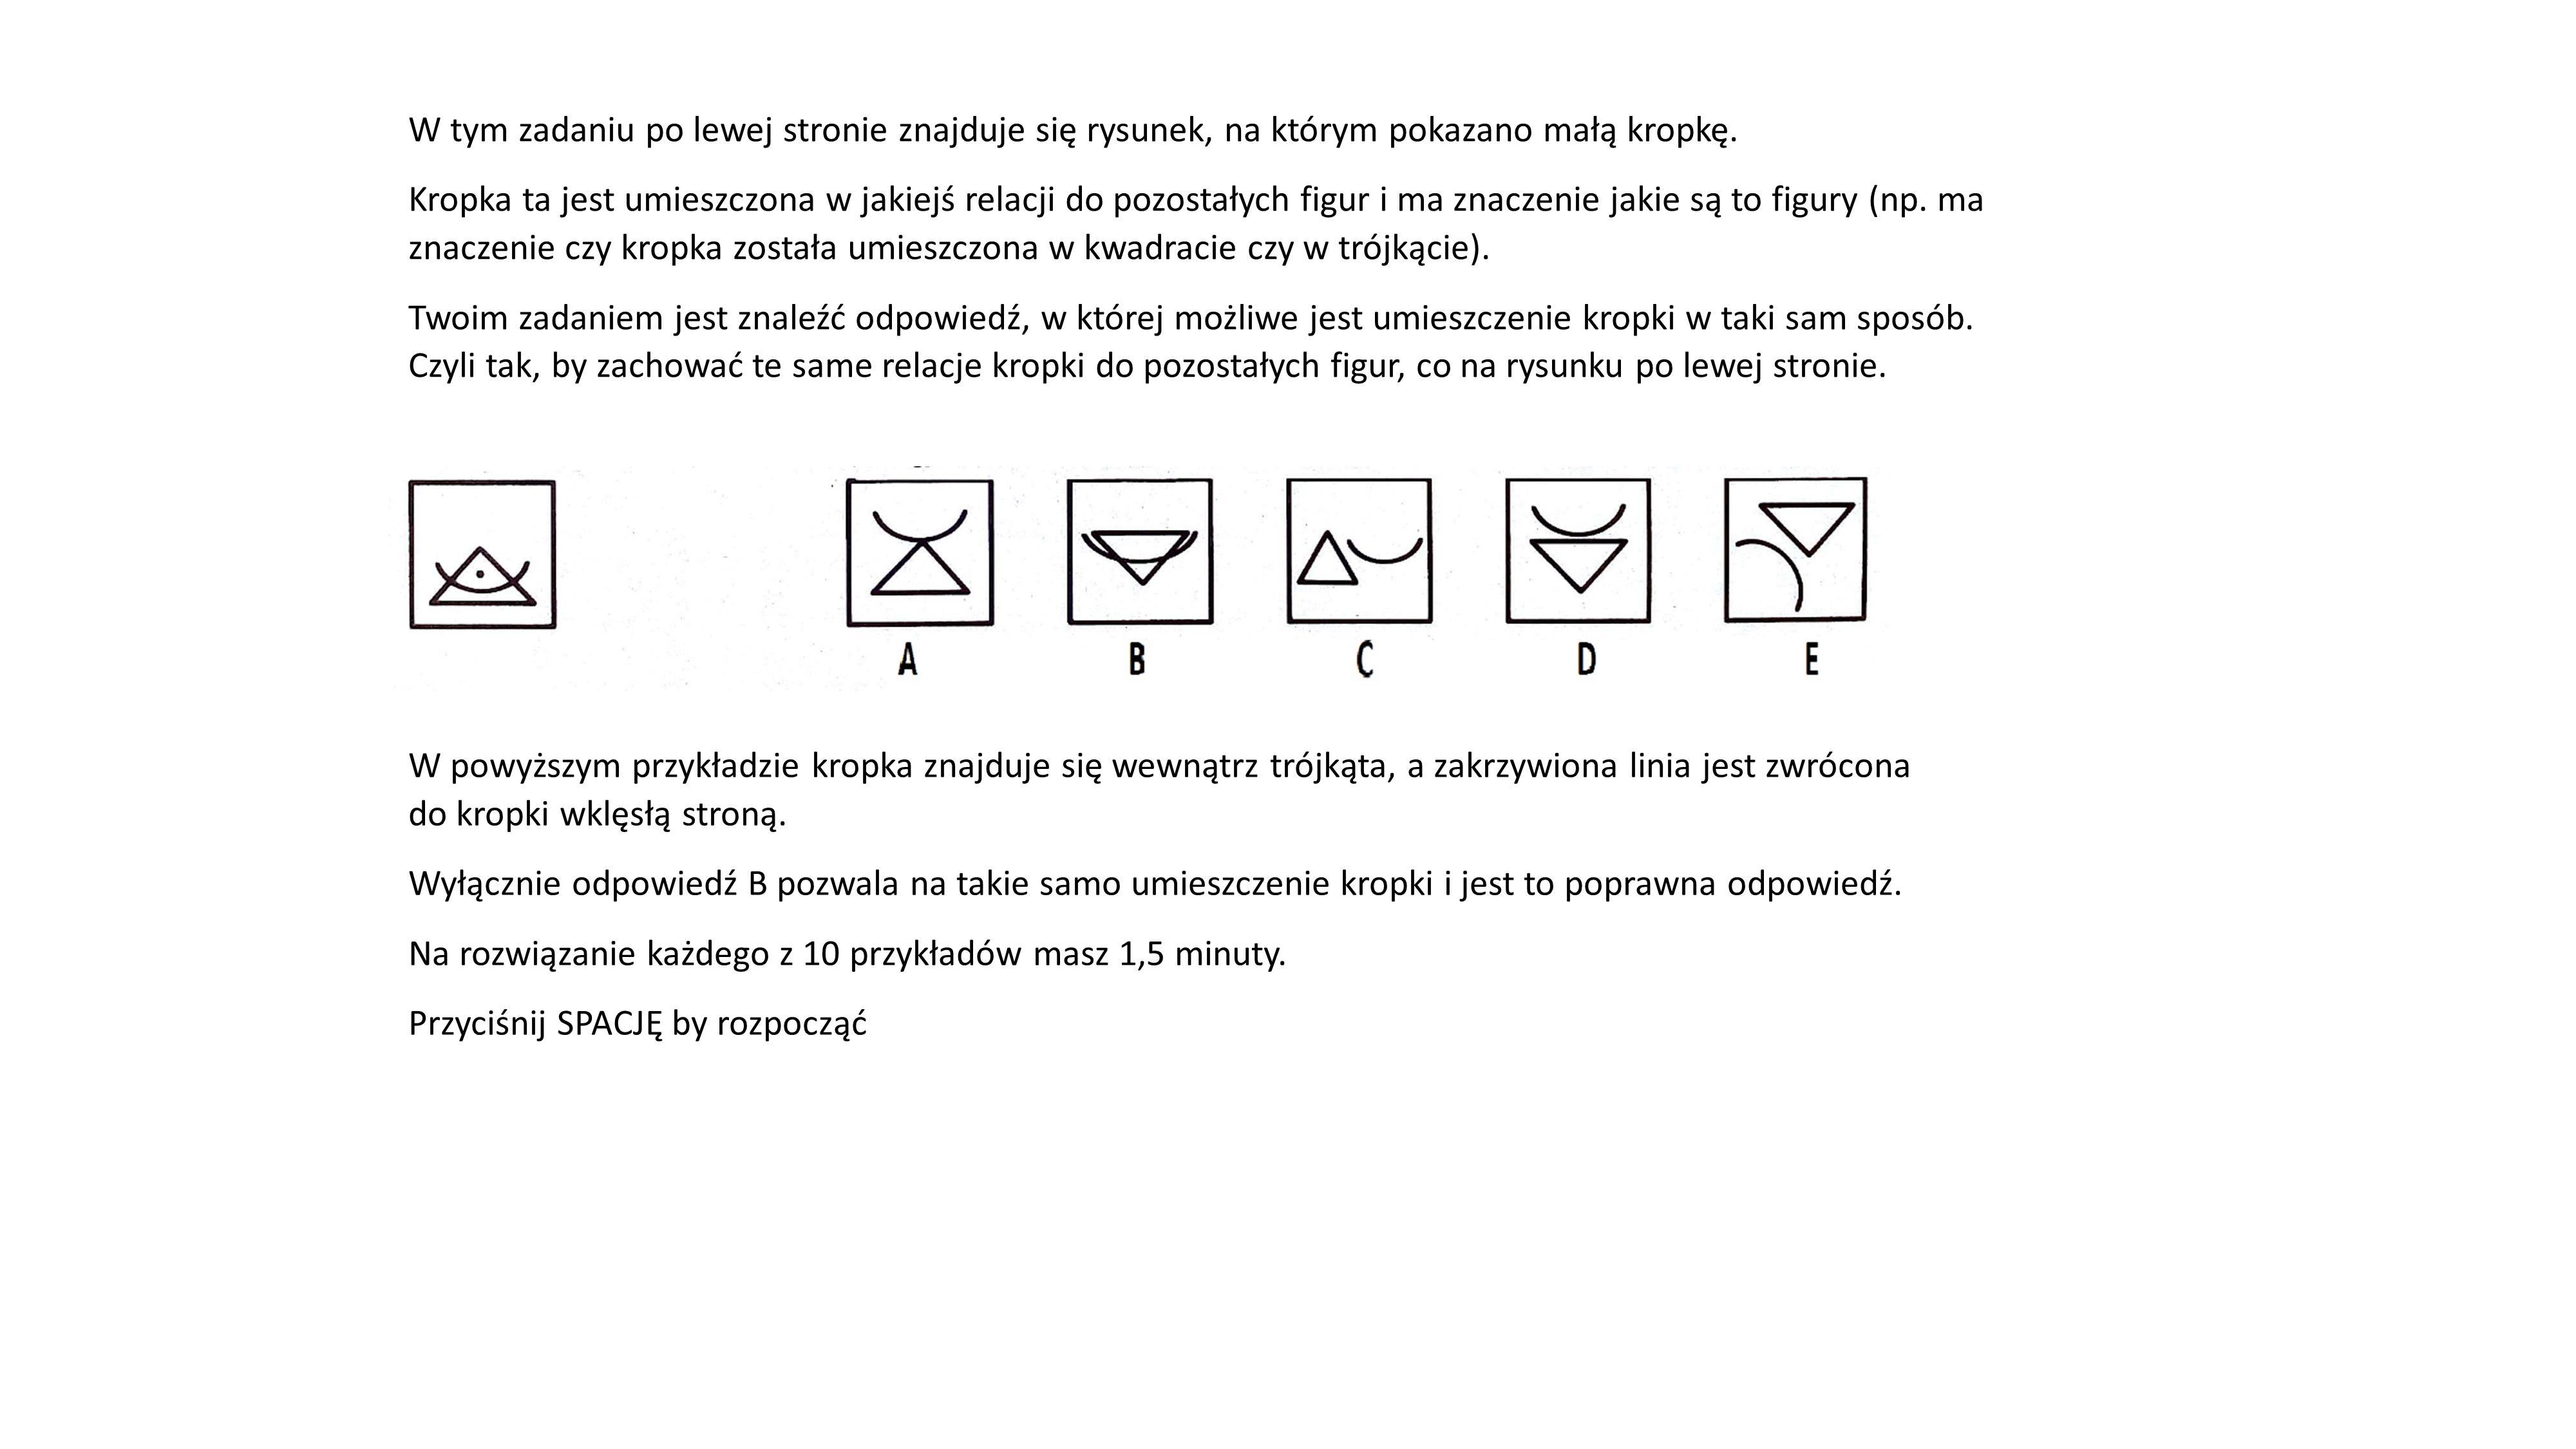 W tym zadaniu po lewej stronie znajduje się rysunek, na którym pokazano małą kropkę.
Kropka ta jest umieszczona w jakiejś relacji do pozostałych figur i ma znaczenie jakie są to figury (np. ma
znaczenie czy kropka została umieszczona w kwadracie czy w trójkącie).
Twoim zadaniem jest znaleźć odpowiedź, w której możliwe jest umieszczenie kropki w taki sam sposób.
Czyli tak, by zachować te same relacje kropki do pozostałych figur, co na rysunku po lewej stronie.
A B C D E
W powyższym przykładzie kropka znajduje się wewnątrz trójkąta, a zakrzywiona linia jest zwrócona
do kropki wklęsłą stroną.
Wyłącznie odpowiedź B pozwala na takie samo umieszczenie kropki i jest to poprawna odpowiedź.
Na rozwiązanie każdego z 10 przykładów masz 1,5 minuty.
Przyciśnij SPACJĘ by rozpocząć